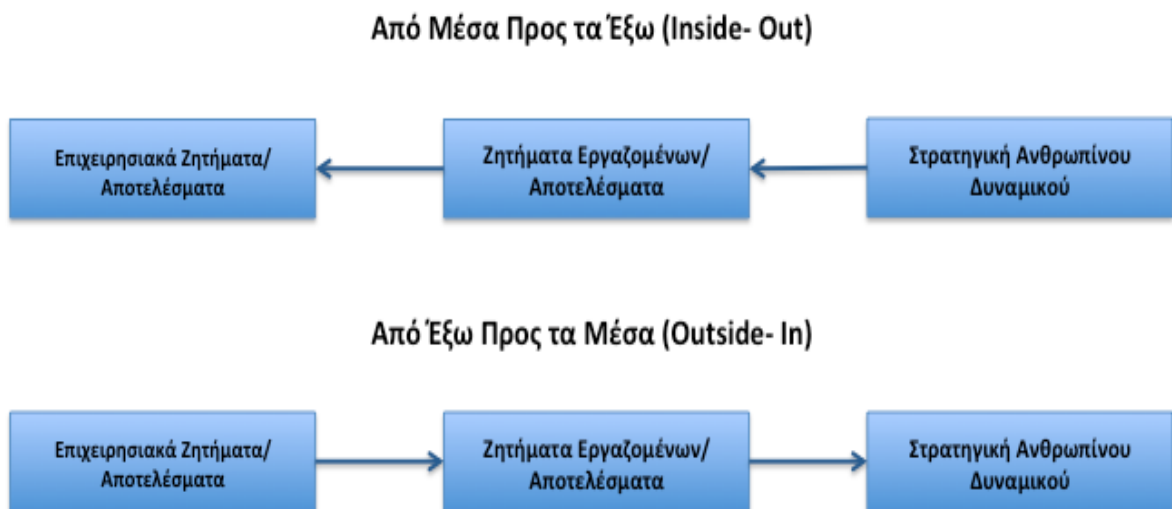 Από Μέσα Προς τα Έξω (Inside- Out)
Επιχειρησιακά Ζητήματα/
Αποτελέσματα
Ζητήματα Εργαζομένων/
Αποτελέσματα
Στρατηγική Ανθρωπίνου
Δυναμικού
Από Έξω Προς τα Μέσα (Outside- In)
Επιχειρησιακά Ζητήματα/
Αποτελέσματα
Ζητήματα Εργαζομένων/
Αποτελέσματα
Στρατηγική Ανθρωπίνου
Δυναμικού